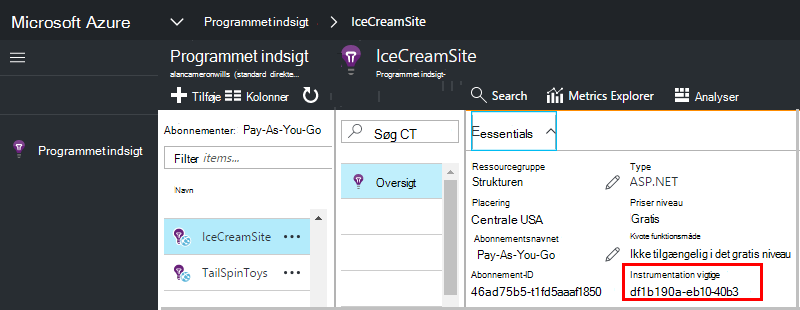 Microsoft Azure
Programmet indsigt
IceCreamSite
Programmet indsigt
alancameronwills (standard direkte...
IceCreamSite
Programmet indsigt-
Tilføje
Kolonner
Search
Metrics Explorer
Analyser
Programmet indsigt
Abonnementer: Pay-As-You-Go
Filter items...
Navn
IceCreamSite
TailSpinToys
Søg CT
Oversigt
Eessentials
Ressourcegruppe
Strukturen
Type
ASP.NET
Placering
Centrale USA
Priser niveau
Gratis
Abonnementsnavnet
Pay-As-You-Go
Kvote funktionsmåde
Ikke tilgængelig i det gratis niveau
Abonnement-ID
46ad75b5-t1fd5aaaf1850
Instrumentation vigtige
df1b190a-eb10-40b3